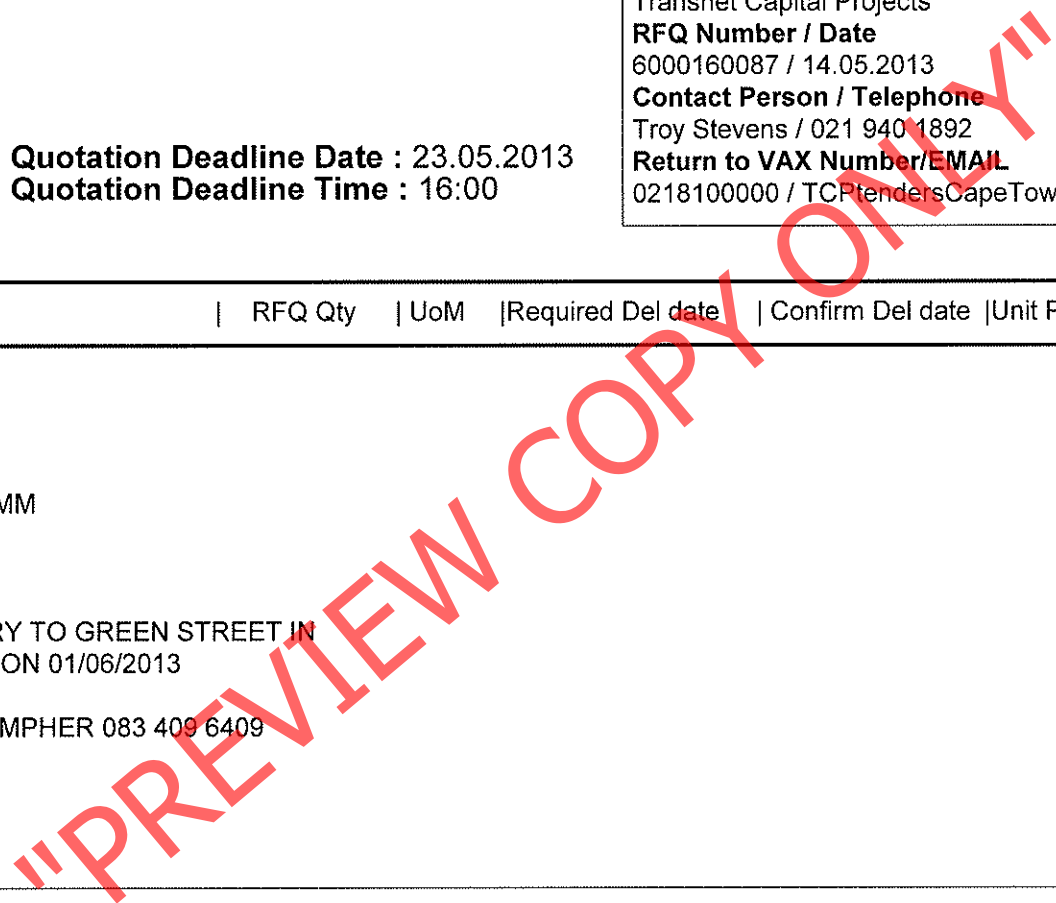 Transnet Capital Projects
RFQ Number / Date
6000160087 / 14.05.2013
Contact Person / Telephone
Troy Stevens / 021 940 1892
Return to VAX Number/EMAIL
0218100000 / TCPtendersCapeTow
Quotation Deadline Date : 23.05.2013
Quotation Deadline Time : 16:00
| RFQ Qty | UoM |Required Del date | Confirm Del date |Unit P
MM
RY TO GREEN STREET IN
ON 01/06/2013
MPHER 083 409 6409
"PREVIEW COPY ONLY"